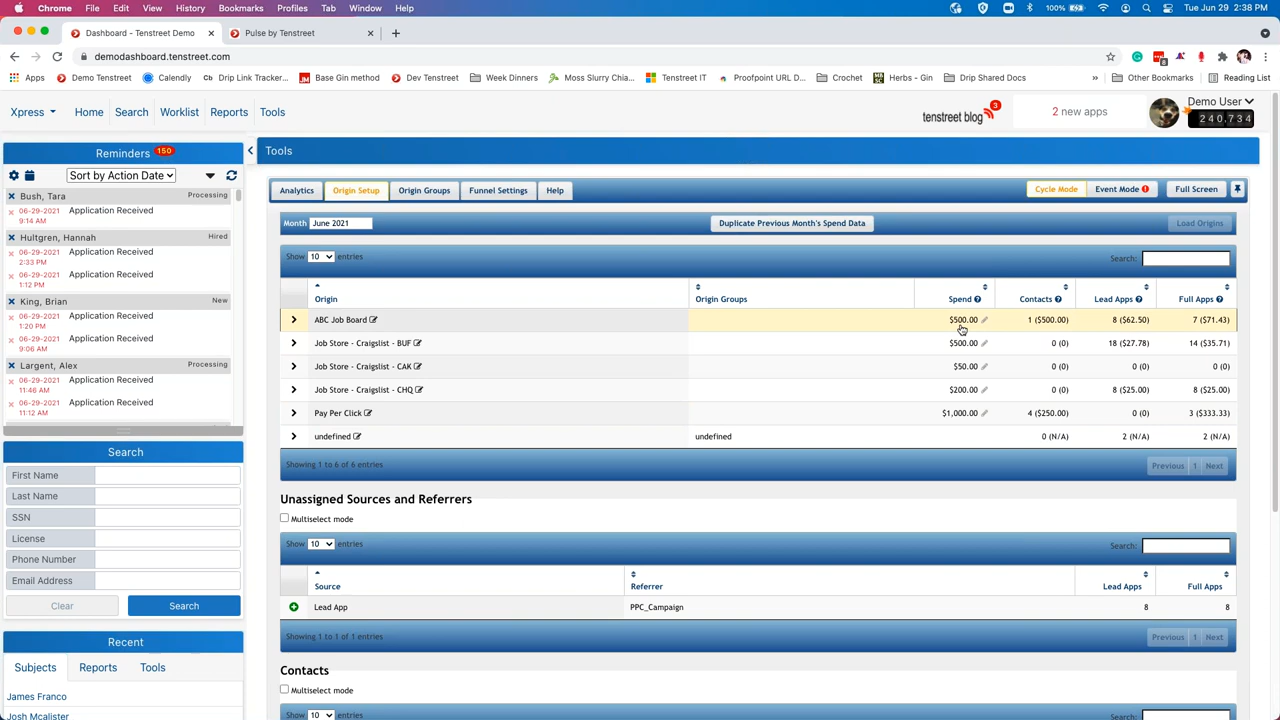 Chrome File Edit View History Bookmarks Profiles Tab Window Help 100% Tue Jun 29 2:38 PM
Dashboard - Tenstreet Demo × Pulse by Tenstreet × +
demodashboard.tenstreet.com 8
Apps Demo Tenstreet Calendly Drip Link Tracker... Base Gin method Dev Tenstreet Week Dinners Moss Slurry Chia... Tenstreet IT Proofpoint URL D... Crochet Herbs - Gin Drip Shared Docs » Other Bookmarks Reading List
Xpress Home Search Worklist Reports Tools tenstreet blog 3 2 new apps Demo User
240,734
Reminders 150
Sort by Action Date
Bush, Tara Processing
06-29-2021 Application Received
9:14 AM
Hultgren, Hannah Hired
06-29-2021 Application Received
2:33 PM
06-29-2021 Application Received
1:12 PM
King, Brian New
06-29-2021 Application Received
1:20 PM
06-29-2021 Application Received
9:06 AM
Largent, Alex Processing
06-29-2021 Application Received
11:46 AM
06-29-2021 Application Received
11:12 AM
Search
First Name
Last Name
SSN
License
Phone Number
Email Address
Clear Search
Recent
Subjects Reports Tools
James Franco
Josh Mcalister
Tools
Analytics Origin Setup Origin Groups Funnel Settings Help Cycle Mode Event Mode Full Screen
Month June 2021 Duplicate Previous Month's Spend Data Load Origins
Show 10 entries Search:
Origin Origin Groups Spend Contacts Lead Apps Full Apps
ABC Job Board $500.00 1 ($500.00) 8 ($62.50) 7 ($71.43)
Job Store - Craigslist - BUF $500.00 0 (0) 18 ($27.78) 14 ($35.71)
Job Store - Craigslist - CAK $50.00 0 (0) 0 (0) 0 (0)
Job Store - Craigslist - CHQ $200.00 0 (0) 8 ($25.00) 8 ($25.00)
Pay Per Click $1,000.00 4 ($250.00) 0 (0) 3 ($333.33)
undefined undefined 0 (N/A) 2 (N/A) 2 (N/A)
Showing 1 to 6 of 6 entries Previous 1 Next
Unassigned Sources and Referrers
Multiselect mode
Show 10 entries Search:
Source Referrer Lead Apps Full Apps
Lead App PPC_Campaign 8 8
Showing 1 to 1 of 1 entries Previous 1 Next
Contacts
Multiselect mode
Show 10 entries Search: